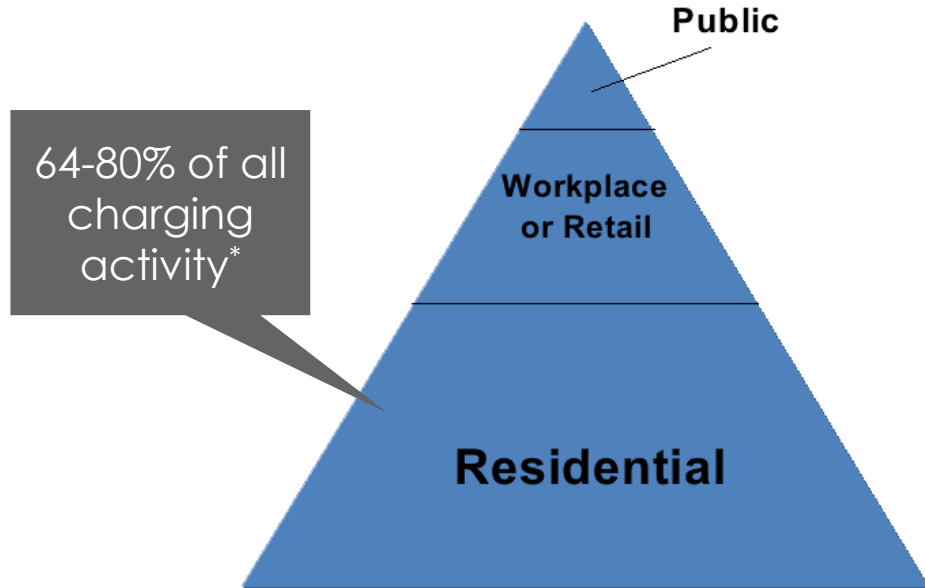 Public
64-80% of all
charging
activity*
Workplace
or Retail
Residential